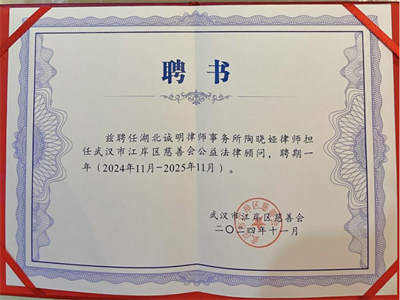 聘书
兹聘任湖北诚明律师事务所陶晓娅律师担
任武汉市江岸区慈善会公益法律顾问，聘期一
年（2024年11月-2025年11月）。
武汉市江岸区慈善会
二〇二四年十一月